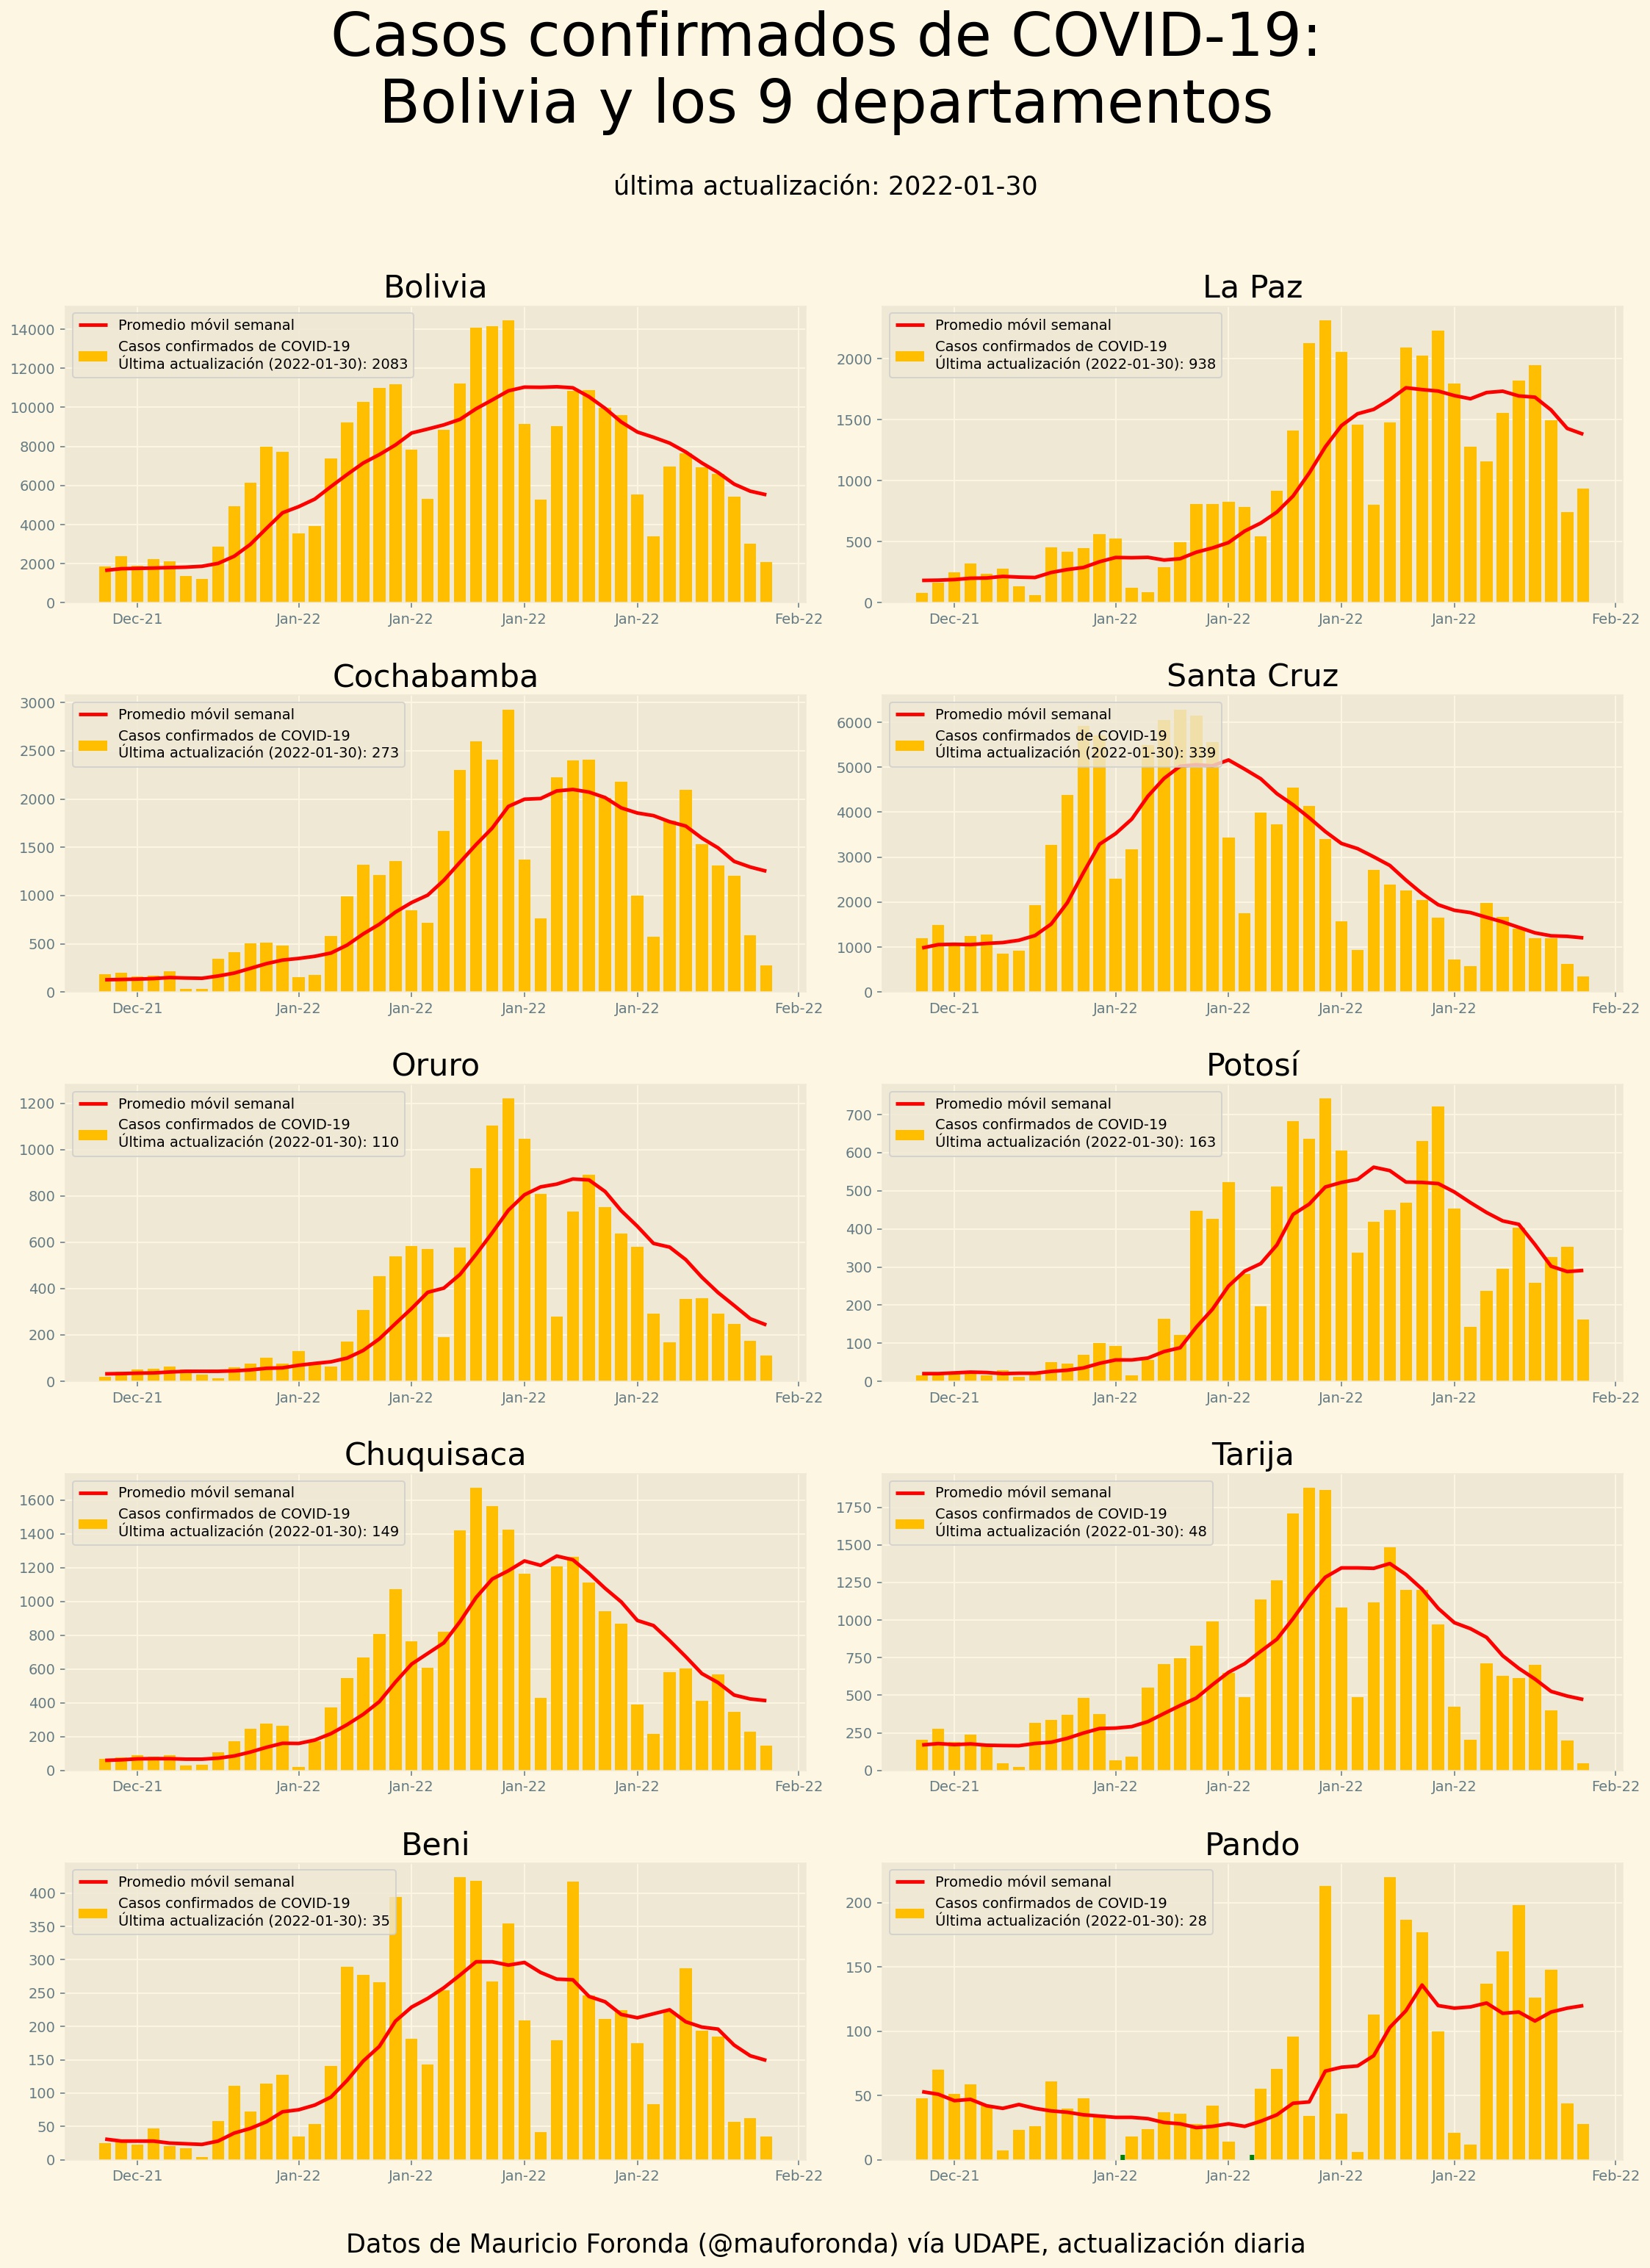 Casos confirmados de COVID-19:
Bolivia y los 9 departamentos
última actualización: 2022-01-30
Bolivia
Promedio móvil semanal
Casos confirmados de COVID-19
Última actualización (2022-01-30): 2083
14000
12000
10000
8000
6000
4000
2000
0
Dec-21 Jan-22 Jan-22 Jan-22 Jan-22 Feb-22
La Paz
Promedio móvil semanal
Casos confirmados de COVID-19
Última actualización (2022-01-30): 938
2000
1500
1000
500
0
Dec-21 Jan-22 Jan-22 Jan-22 Jan-22 Feb-22
Cochabamba
Promedio móvil semanal
Casos confirmados de COVID-19
Última actualización (2022-01-30): 273
3000
2500
2000
1500
1000
500
0
Dec-21 Jan-22 Jan-22 Jan-22 Jan-22 Feb-22
Santa Cruz
Promedio móvil semanal
Casos confirmados de COVID-19
Última actualización (2022-01-30): 339
6000
5000
4000
3000
2000
1000
0
Dec-21 Jan-22 Jan-22 Jan-22 Jan-22 Feb-22
Oruro
Promedio móvil semanal
Casos confirmados de COVID-19
Última actualización (2022-01-30): 110
1200
1000
800
600
400
200
0
Dec-21 Jan-22 Jan-22 Jan-22 Jan-22 Feb-22
Potosí
Promedio móvil semanal
Casos confirmados de COVID-19
Última actualización (2022-01-30): 163
700
600
500
400
300
200
100
0
Dec-21 Jan-22 Jan-22 Jan-22 Jan-22 Feb-22
Chuquisaca
Promedio móvil semanal
Casos confirmados de COVID-19
Última actualización (2022-01-30): 149
1600
1400
1200
1000
800
600
400
200
0
Dec-21 Jan-22 Jan-22 Jan-22 Jan-22 Feb-22
Tarija
Promedio móvil semanal
Casos confirmados de COVID-19
Última actualización (2022-01-30): 48
1750
1500
1250
1000
750
500
250
0
Dec-21 Jan-22 Jan-22 Jan-22 Jan-22 Feb-22
Beni
Promedio móvil semanal
Casos confirmados de COVID-19
Última actualización (2022-01-30): 35
400
350
300
250
200
150
100
50
0
Dec-21 Jan-22 Jan-22 Jan-22 Jan-22 Feb-22
Pando
Promedio móvil semanal
Casos confirmados de COVID-19
Última actualización (2022-01-30): 28
200
150
100
50
0
Dec-21 Jan-22 Jan-22 Jan-22 Jan-22 Feb-22
Datos de Mauricio Foronda (@mauforonda) vía UDAPE, actualización diaria